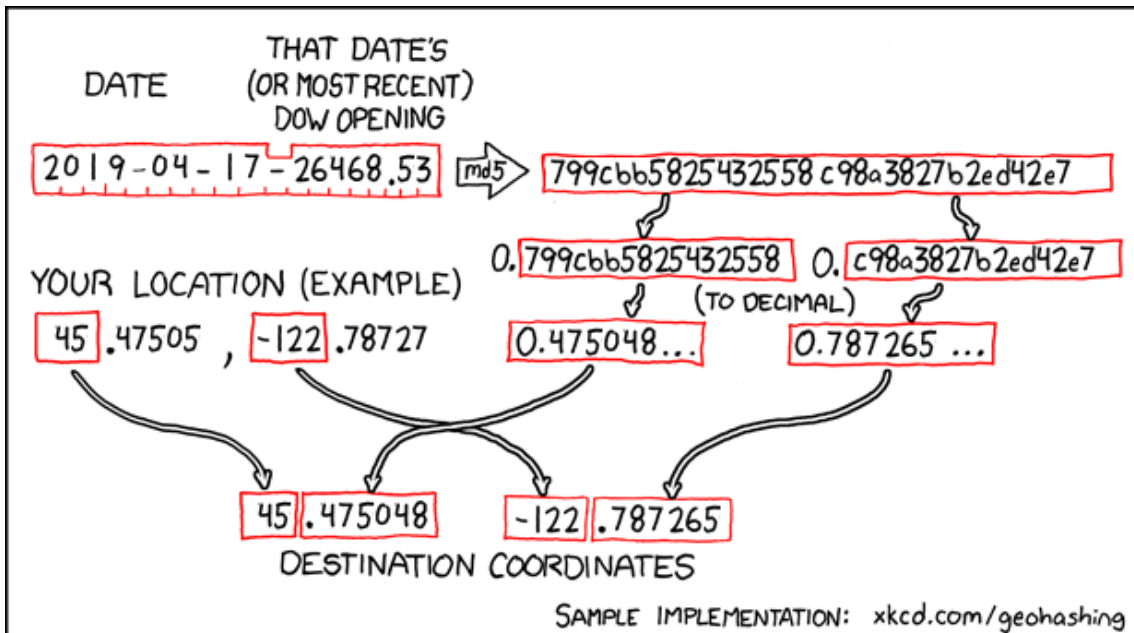 DATE
THAT DATE'S
(OR MOST RECENT)
DOW OPENING
2019-04-17-26468.53
md5
799cbb5825432558c98a3827b2ed42e7
0.799cbb5825432558
0.c98a3827b2ed42e7
(TO DECIMAL)
YOUR LOCATION (EXAMPLE)
45.47505, -122.78727
0.475048...
0.787265...
45.475048
-122.787265
DESTINATION COORDINATES
SAMPLE IMPLEMENTATION: xkcd.com/geohashing